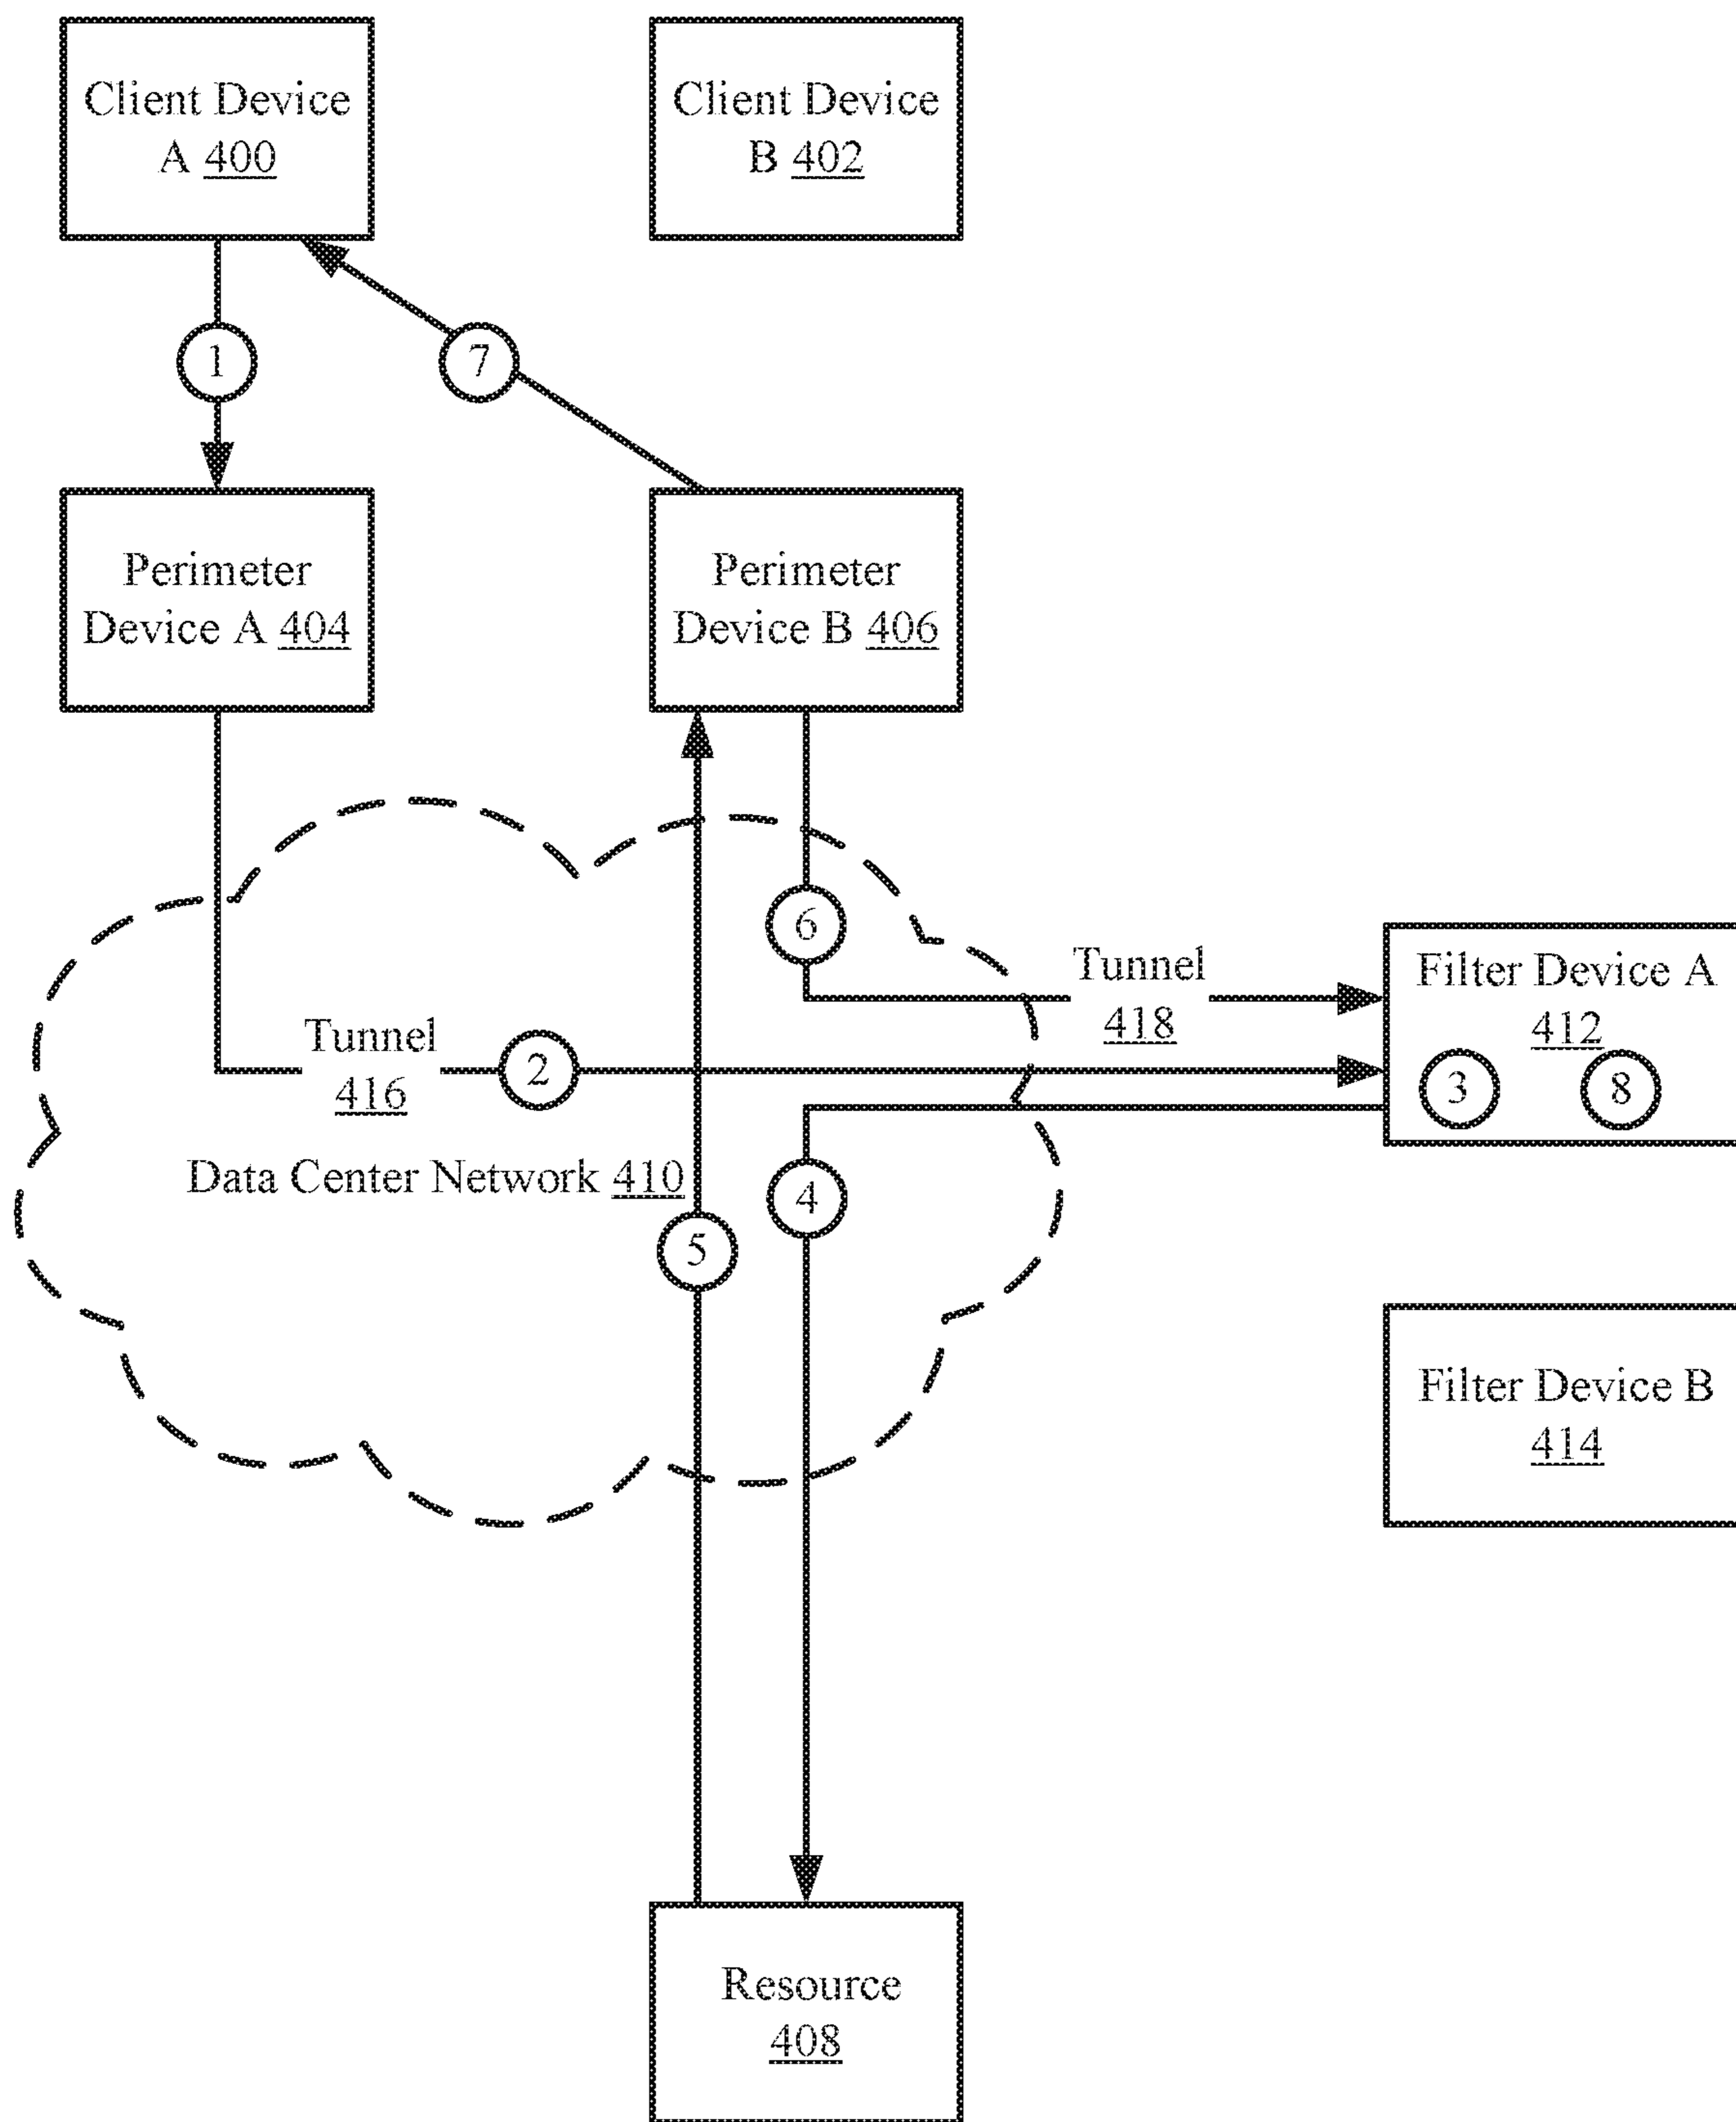 Client Device
A 400
Client Device
B 402
1
7
Perimeter
Device A 404
Perimeter
Device B 406
6
Tunnel
418
Filter Device A
412
Tunnel
416
2
3
8
Data Center Network 410
4
5
Filter Device B
414
Resource
408